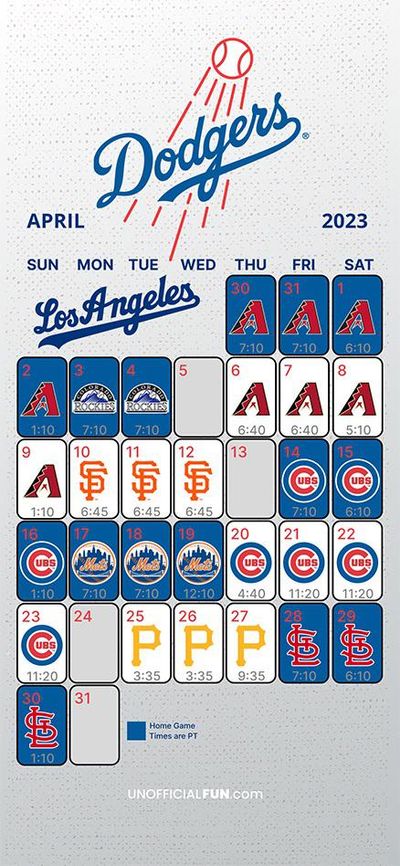 Dodgers®
APRIL 2023
SUN MON TUE WED THU FRI SAT
Los Angeles
30 31 1
7:10 7:10 6:10
2 3 4 5 6 7 8
COLORADO COLORADO
ROCKIES ROCKIES
1:10 7:10 7:10 6:40 6:40 5:10
9 10 11 12 13 14 15
SF SF SF CUBS CUBS
1:10 6:45 6:45 6:45 7:10 6:10
16 17 18 19 20 21 22
CUBS Mets Mets Mets CUBS CUBS CUBS
1:10 7:10 7:10 12:10 4:40 11:20 11:20
23 24 25 26 27 28 29
CUBS P P P STL STL
11:20 3:35 3:35 9:35 7:10 6:10
30 31
STL
1:10
Home Game
Times are PT
UNOFFICIALFUN.com